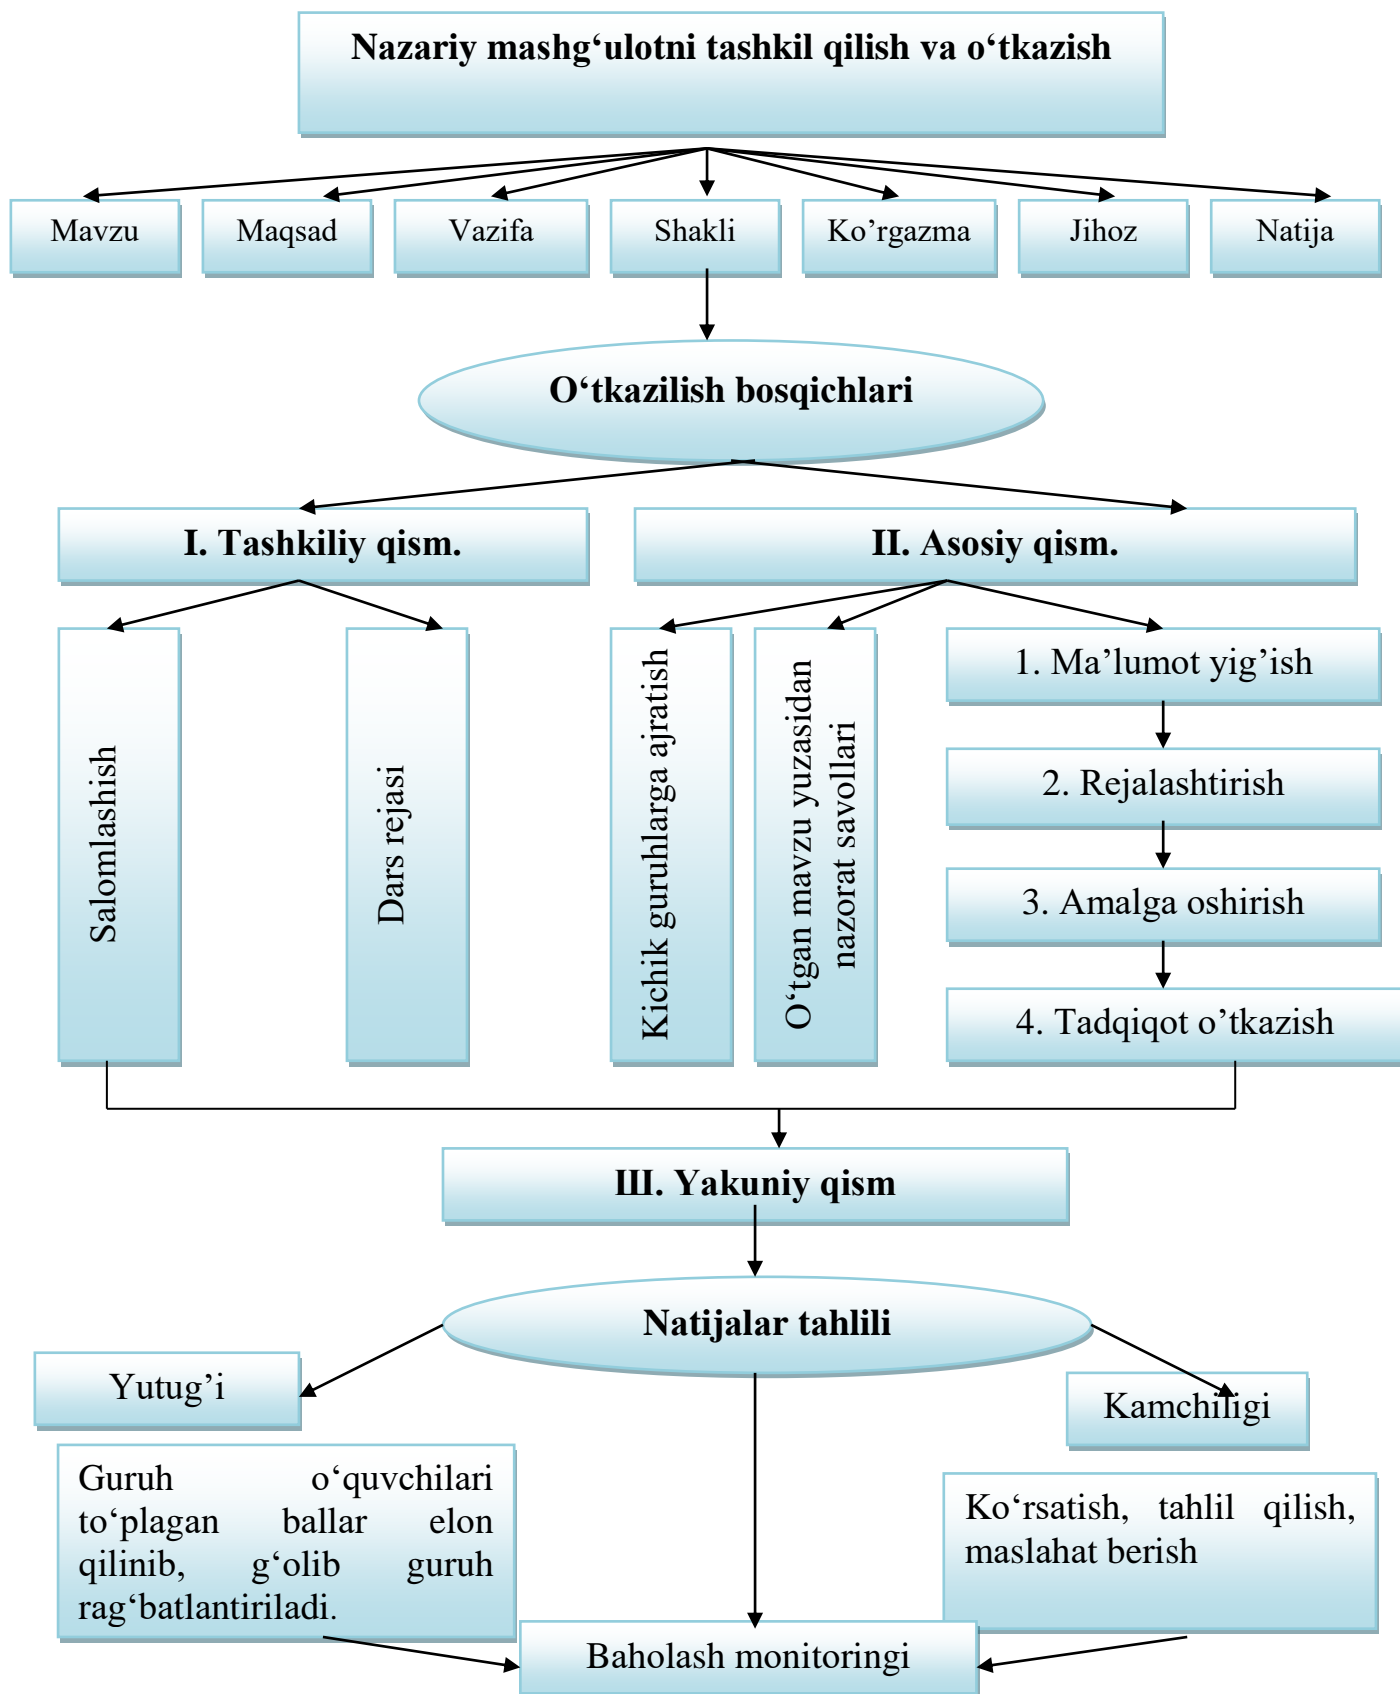 Nazariy mashg‘ulotni tashkil qilish va o‘tkazish
Mavzu
Maqsad
Vazifa
Shakli
Ko’rgazma
Jihoz
Natija
O‘tkazilish bosqichlari
I. Tashkiliy qism.
II. Asosiy qism.
Salomlashish
Dars rejasi
Kichik guruhlarga ajratish
O‘tgan mavzu yuzasidan
nazorat savollari
1. Ma’lumot yig’ish
2. Rejalashtirish
3. Amalga oshirish
4. Tadqiqot o’tkazish
Ш. Yakuniy qism
Natijalar tahlili
Yutug’i
Kamchiligi
Guruh o‘quvchilari
to‘plagan ballar elon
qilinib, g‘olib guruh
rag‘batlantiriladi.
Ko‘rsatish, tahlil qilish,
maslahat berish
Baholash monitoringi